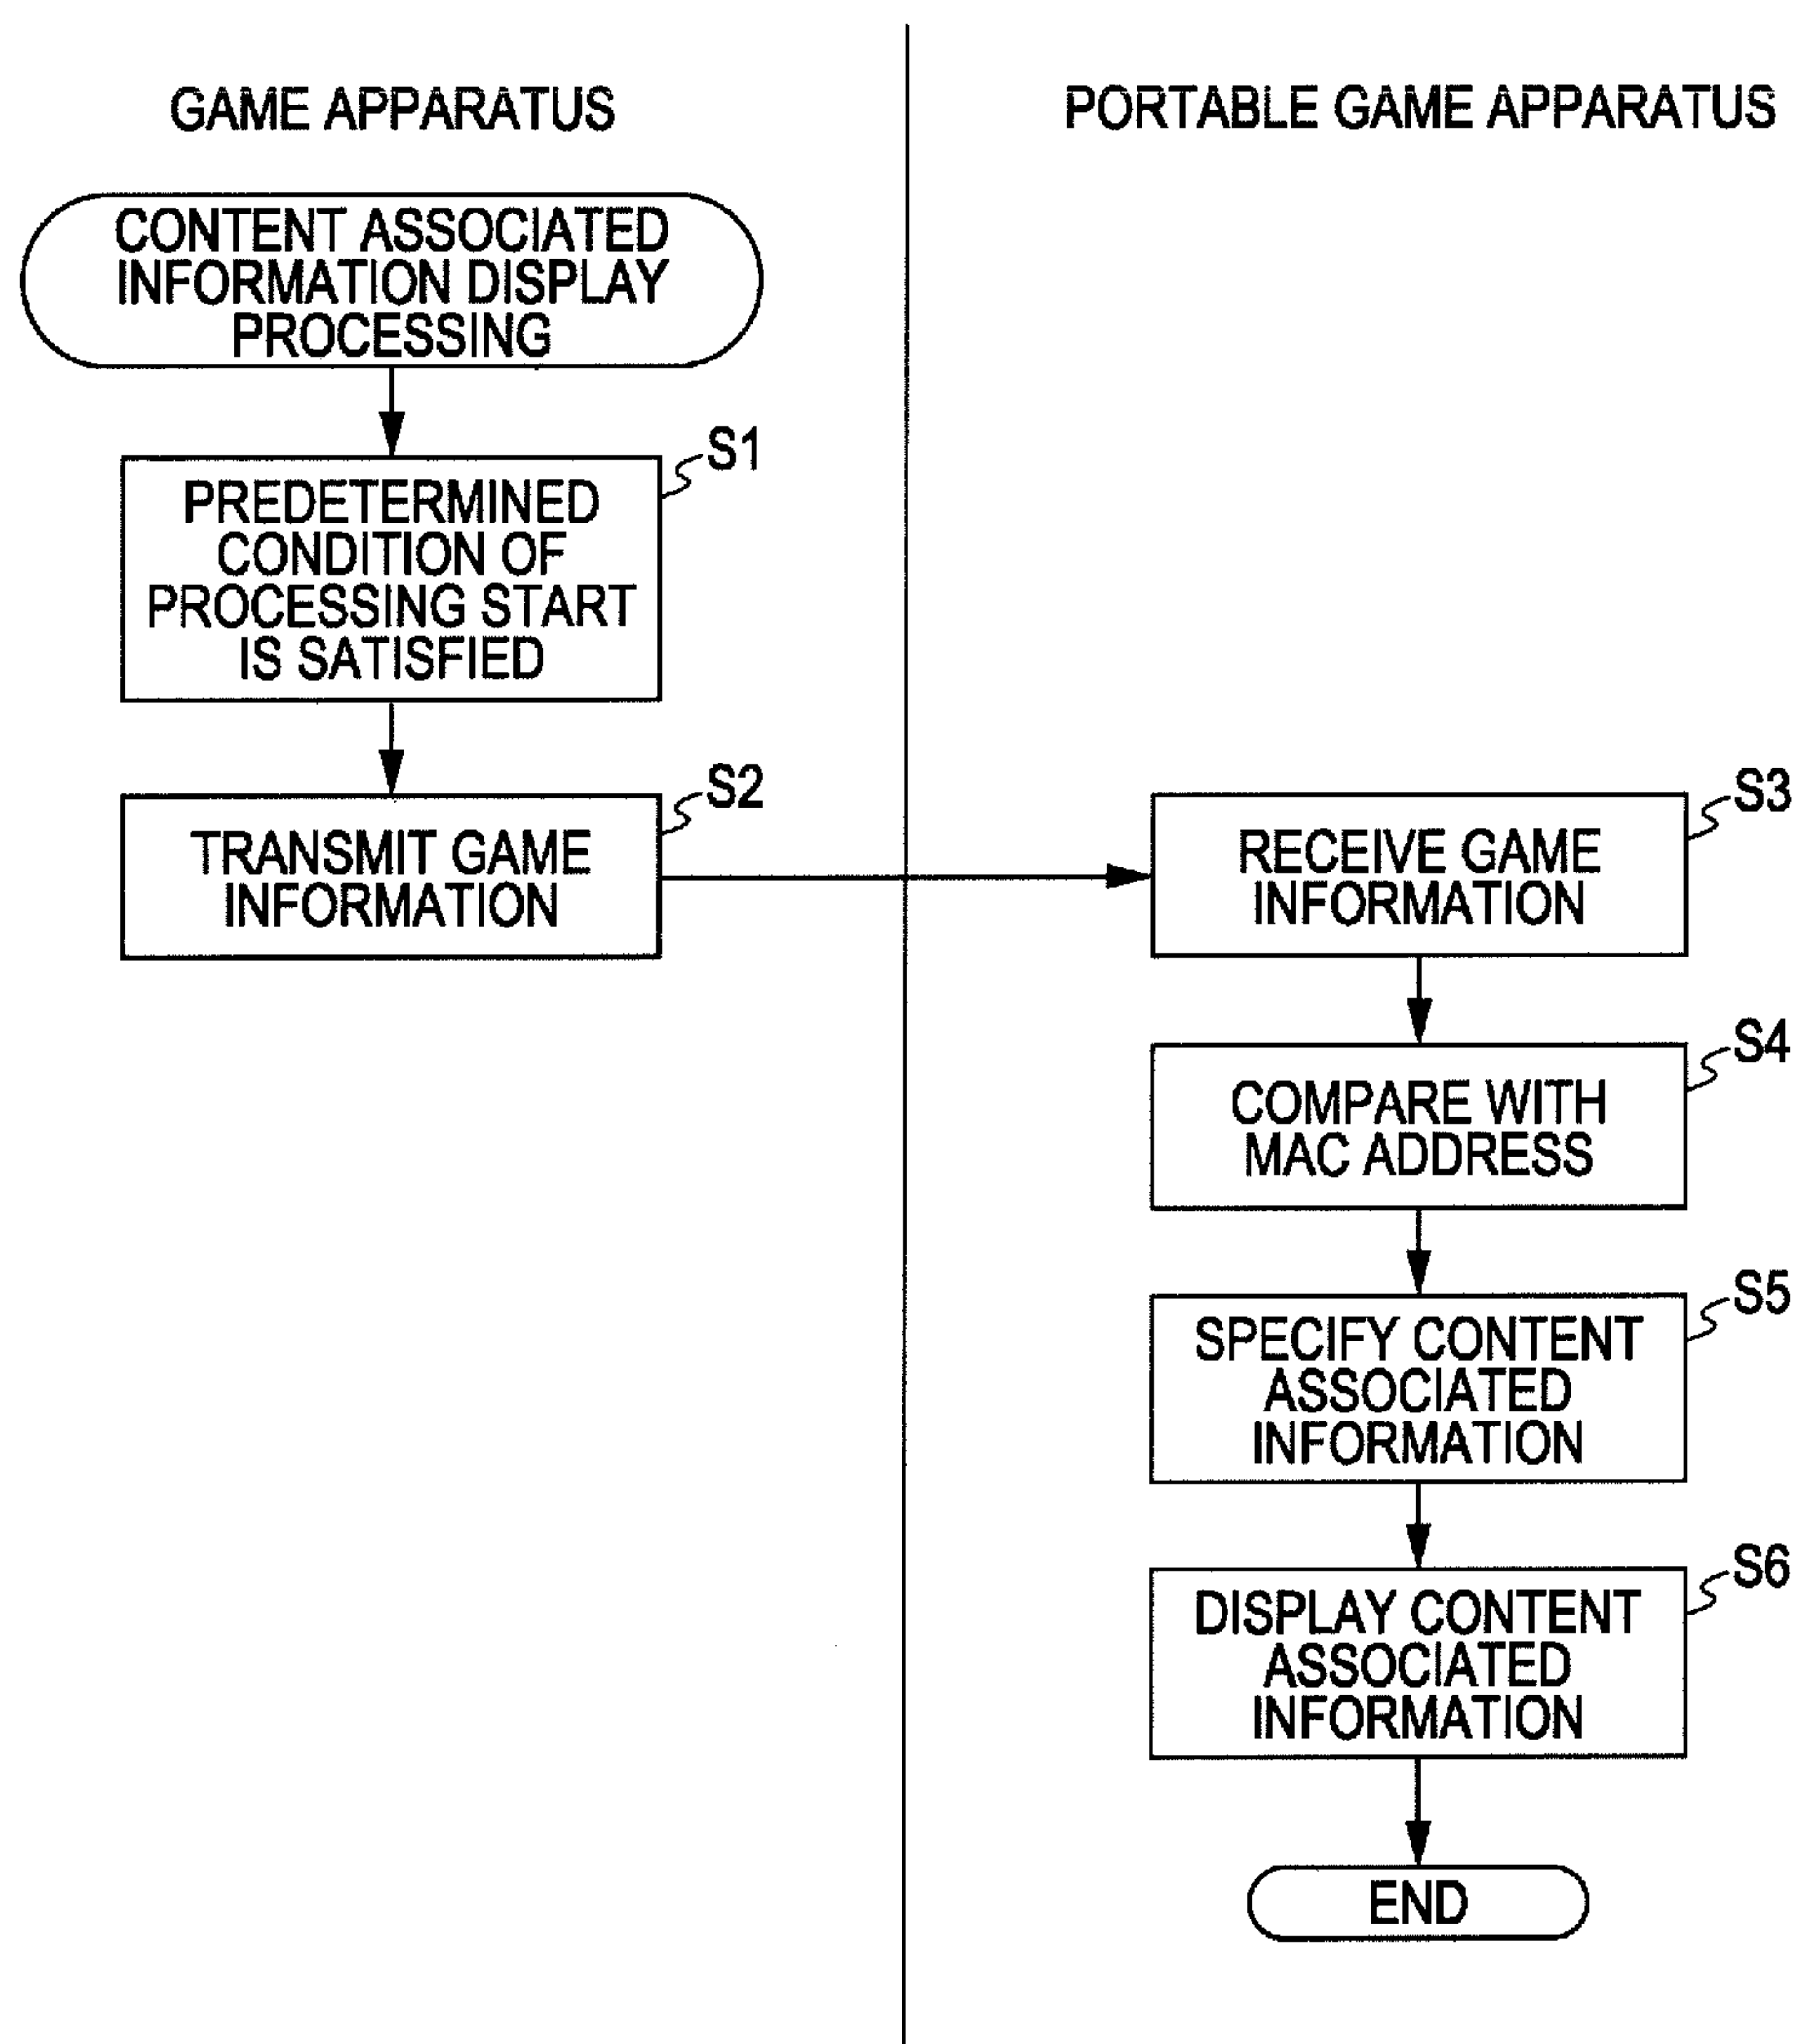 GAME APPARATUS
CONTENT ASSOCIATED
INFORMATION DISPLAY
PROCESSING
S1
PREDETERMINED
CONDITION OF
PROCESSING START
IS SATISFIED
S2
TRANSMIT GAME
INFORMATION
PORTABLE GAME APPARATUS
S3
RECEIVE GAME
INFORMATION
S4
COMPARE WITH
MAC ADDRESS
S5
SPECIFY CONTENT
ASSOCIATED
INFORMATION
S6
DISPLAY CONTENT
ASSOCIATED
INFORMATION
END